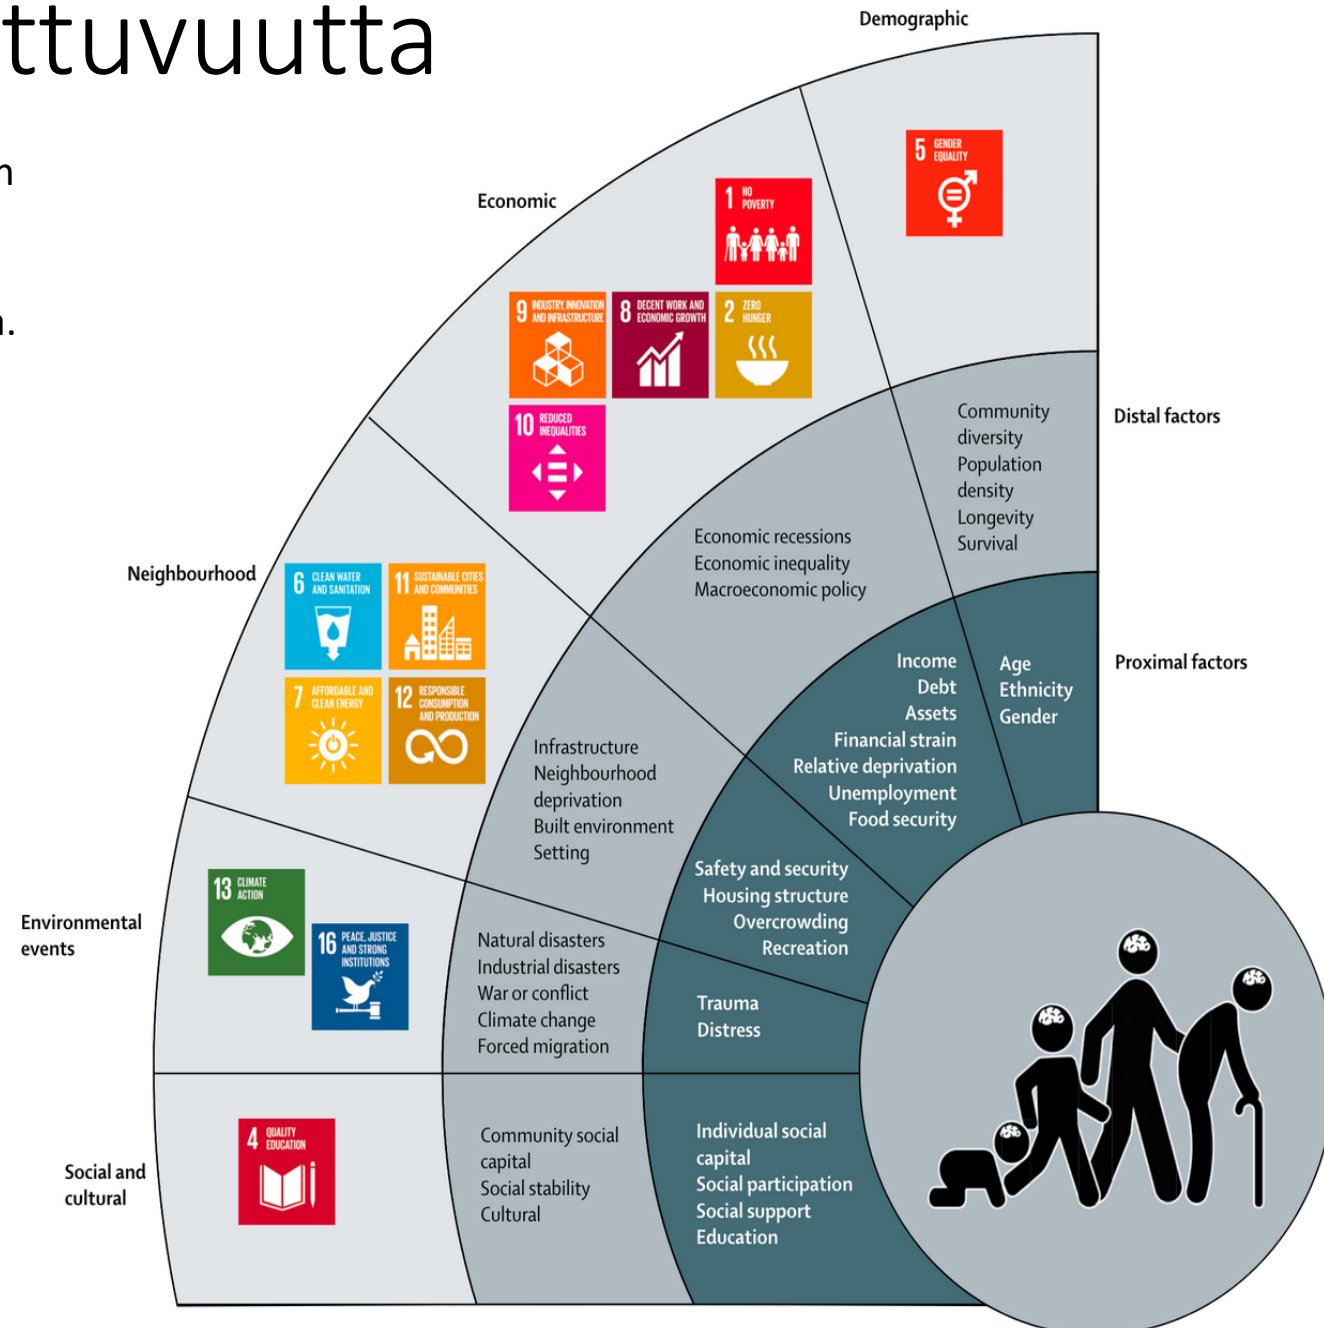 ttuvuutta
n
n.
Demographic
5 GENDER
EQUALITY
Economic
1 NO
POVERTY
9 INDUSTRY, INNOVATION
AND INFRASTRUCTURE
8 DECENT WORK AND
ECONOMIC GROWTH
2 ZERO
HUNGER
10 REDUCED
INEQUALITIES
Distal factors
Community
diversity
Population
density
Longevity
Survival
Economic recessions
Economic inequality
Macroeconomic policy
Neighbourhood
6 CLEAN WATER
AND SANITATION
11 SUSTAINABLE CITIES
AND COMMUNITIES
7 AFFORDABLE AND
CLEAN ENERGY
12 RESPONSIBLE
CONSUMPTION
AND PRODUCTION
Proximal factors
Age
Ethnicity
Gender
Income
Debt
Assets
Financial strain
Relative deprivation
Unemployment
Food security
Infrastructure
Neighbourhood
deprivation
Built environment
Setting
Safety and security
Housing structure
Overcrowding
Recreation
Environmental
events
13 CLIMATE
ACTION
16 PEACE, JUSTICE
AND STRONG
INSTITUTIONS
Natural disasters
Industrial disasters
War or conflict
Climate change
Forced migration
Trauma
Distress
Social and
cultural
4 QUALITY
EDUCATION
Community social
capital
Social stability
Cultural
Individual social
capital
Social participation
Social support
Education